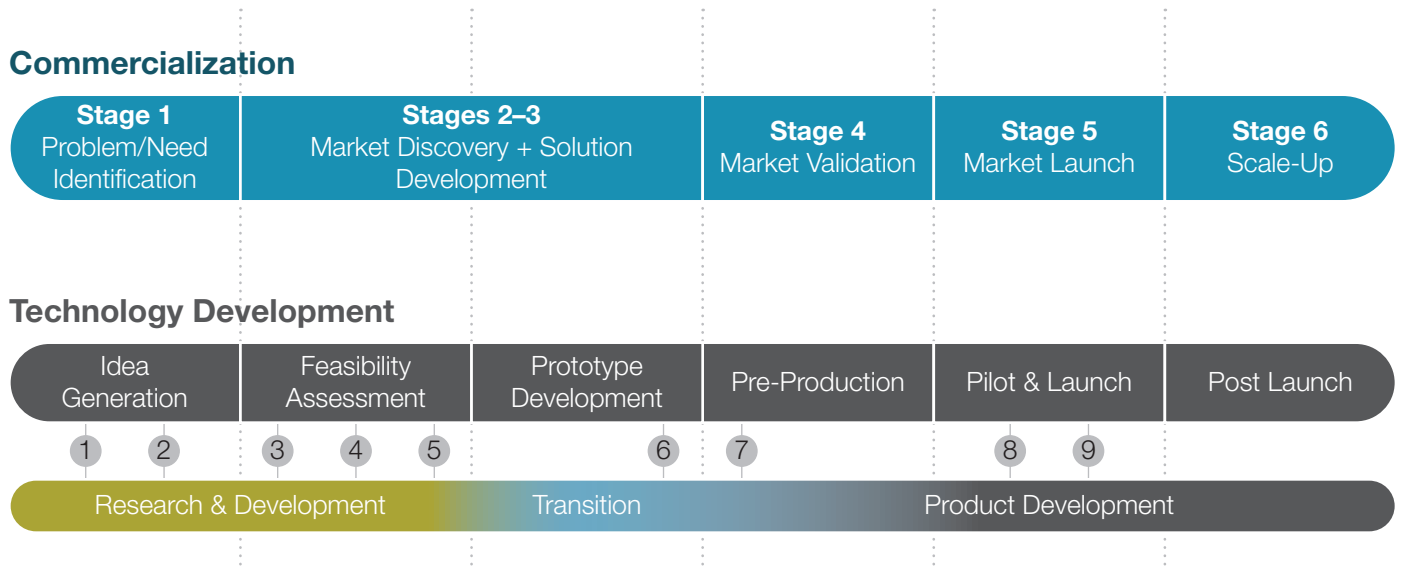 Commercialization
Stage 1
Problem/Need
Identification
Stages 2–3
Market Discovery + Solution
Development
Stage 4
Market Validation
Stage 5
Market Launch
Stage 6
Scale-Up
Technology Development
Idea
Generation
Feasibility
Assessment
Prototype
Development
Pre-Production
Pilot & Launch
Post Launch
1 2 3 4 5 6 7 8 9
Research & Development
Transition
Product Development